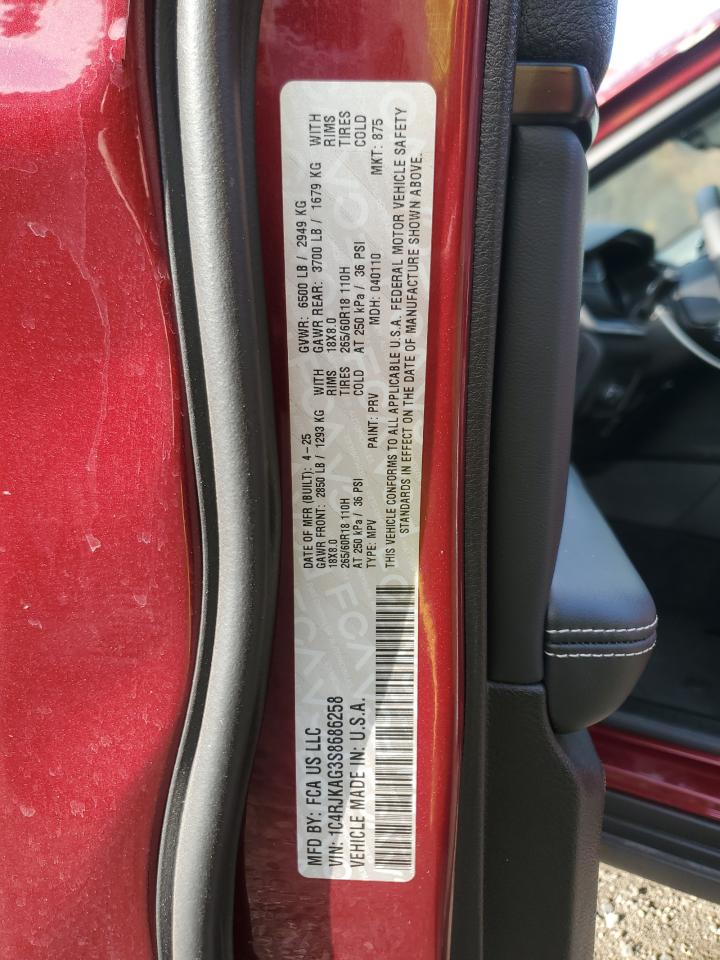 MFD BY: FCA US LLC
VIN: 1C4RJKAG3S8686258
VEHICLE MADE IN: U.S.A.
DATE OF MFR (BUILT): 4-25
GAWR FRONT: 2850 LB / 1293 KG WITH
18X8.0 RIMS
265/60R18 110H TIRES
AT 250 kPa / 36 PSI COLD
TYPE: MPV PAINT: PRV
GVWR: 6500 LB / 2949 KG
GAWR REAR: 3700 LB / 1679 KG WITH
18X8.0 RIMS
265/60R18 110H TIRES
AT 250 kPa / 36 PSI COLD
MDH: 040110 MKT: 875
THIS VEHICLE CONFORMS TO ALL APPLICABLE U.S.A. FEDERAL MOTOR VEHICLE SAFETY
STANDARDS IN EFFECT ON THE DATE OF MANUFACTURE SHOWN ABOVE.